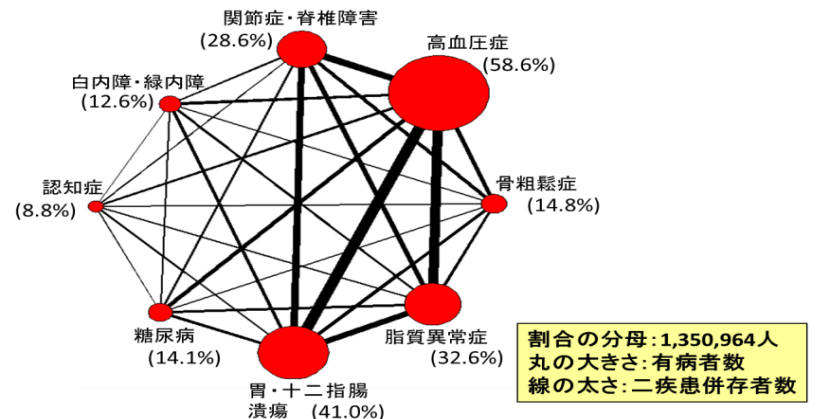 関節症・脊椎障害
(28.6%)
高血圧症
(58.6%)
白内障・緑内障
(12.6%)
認知症
(8.8%)
骨粗鬆症
(14.8%)
糖尿病
(14.1%)
脂質異常症
(32.6%)
胃・十二指腸
潰瘍 (41.0%)
割合の分母:1,350,964人
丸の大きさ:有病者数
線の太さ:二疾患併存者数